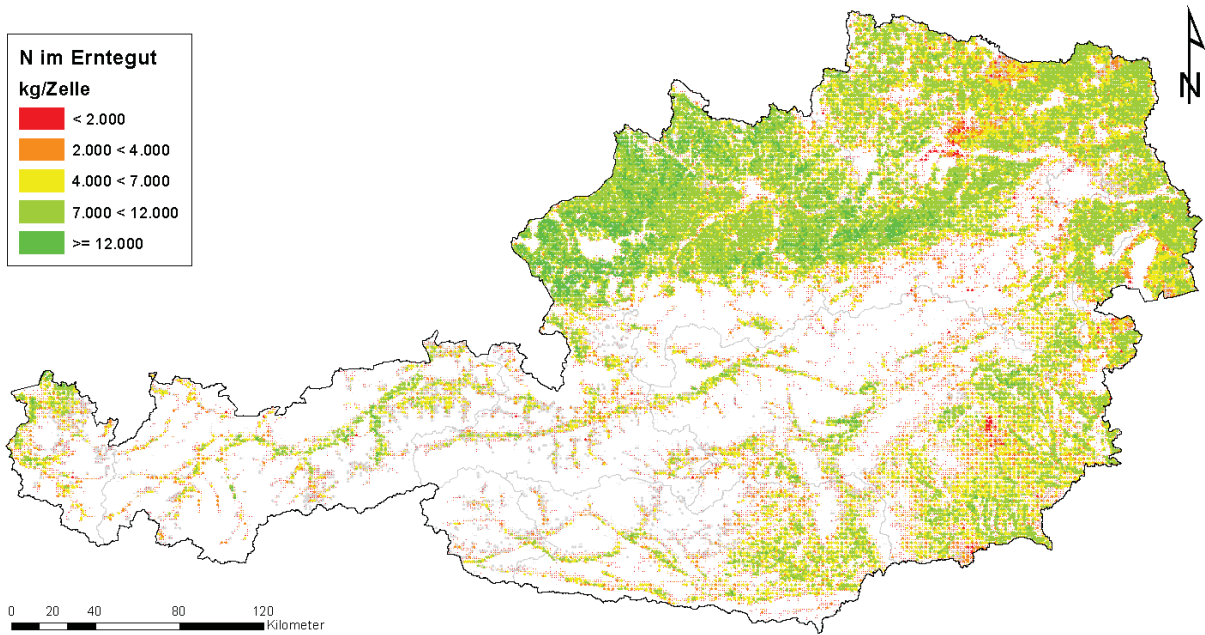 N im Erntegut
kg/Zelle
< 2.000
2.000 < 4.000
4.000 < 7.000
7.000 < 12.000
>= 12.000
N
0 20 40 80 120
Kilometer